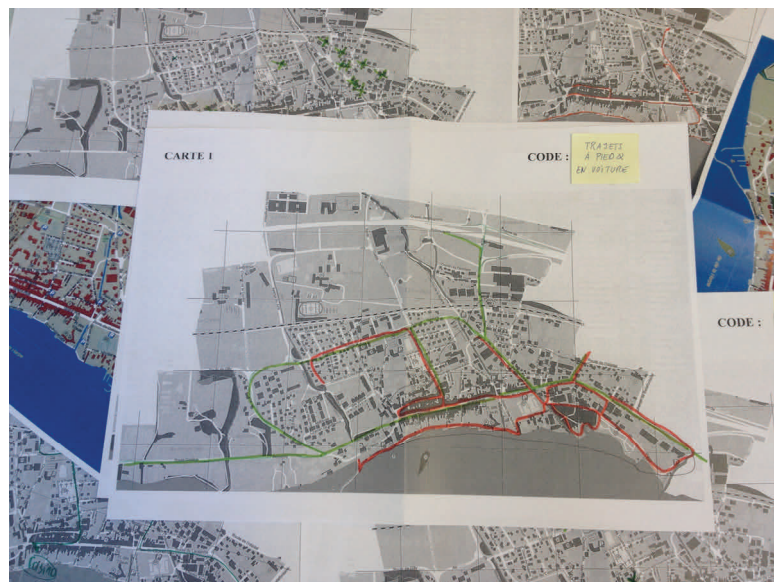 CARTE 1
CODE :
TRAJETS
A PIED &
EN VOITURE
CODE :